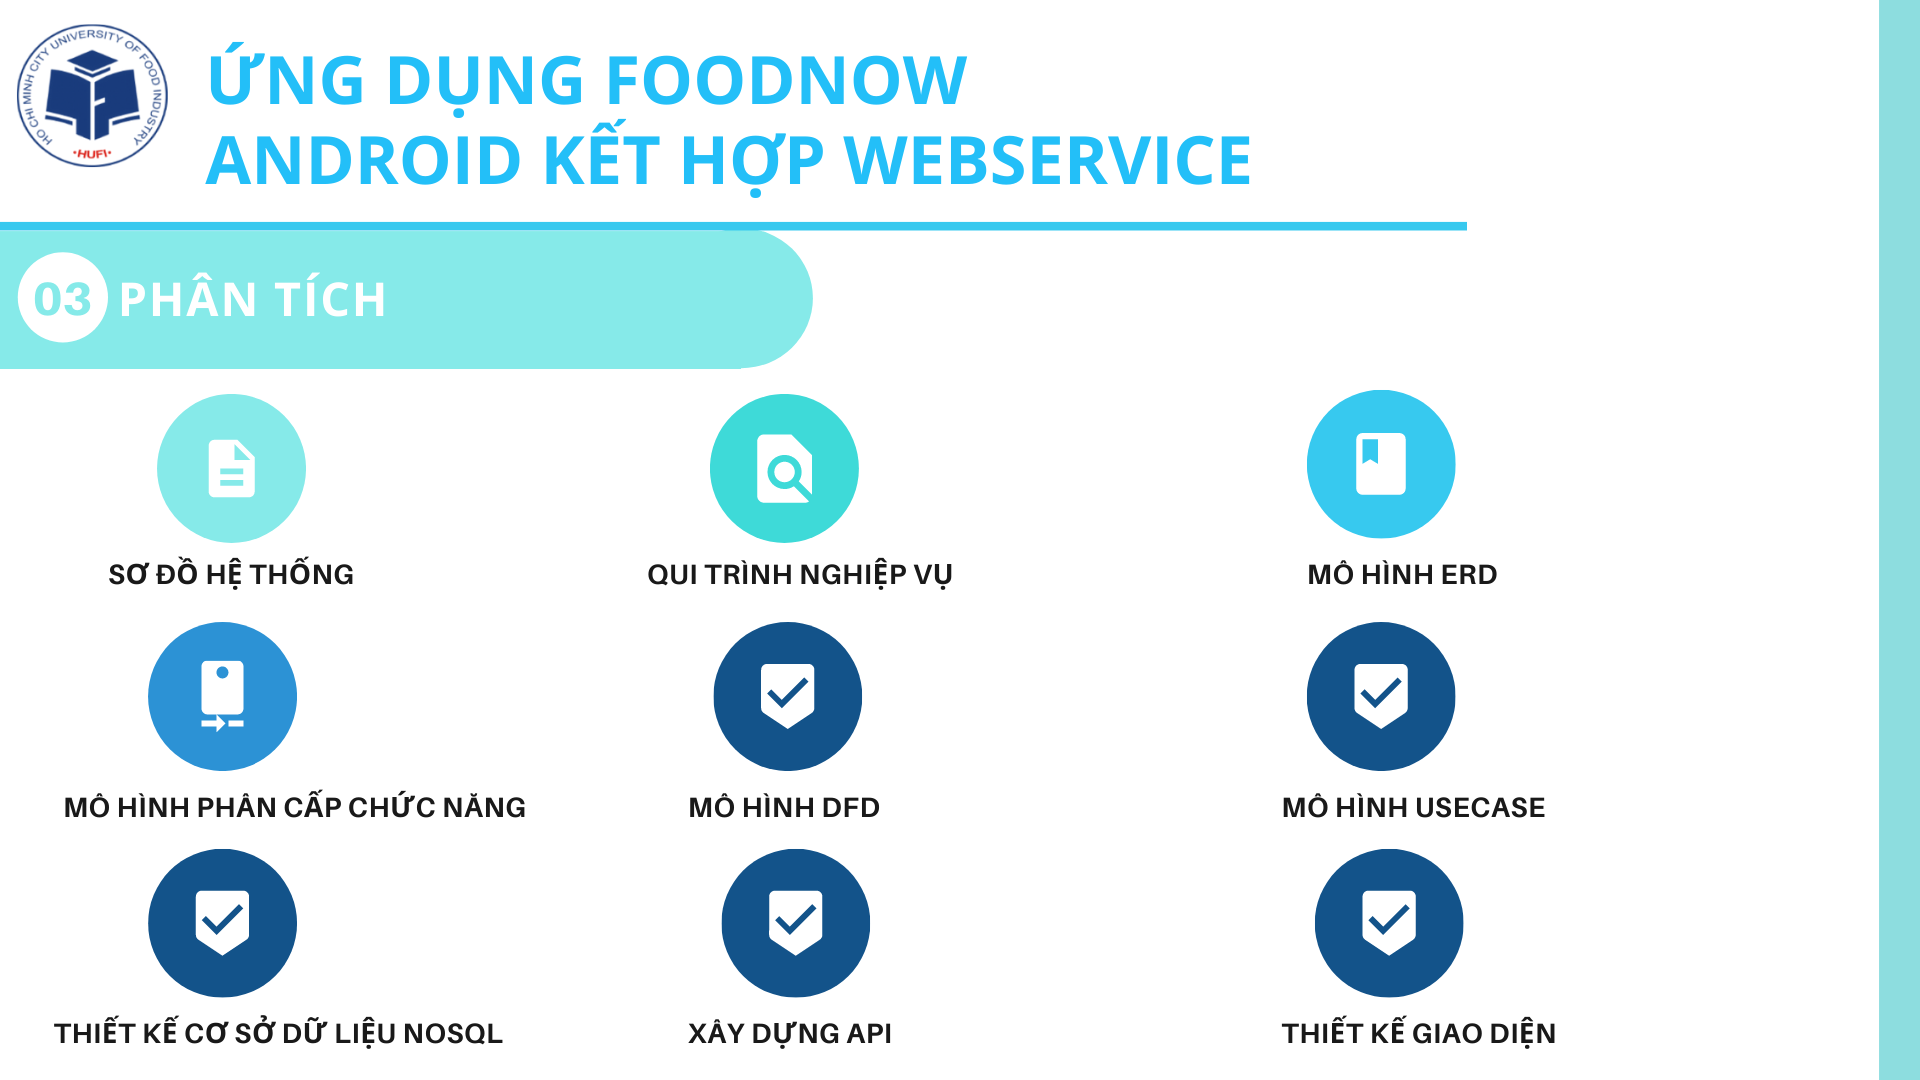 HO CHI MINH CITY UNIVERSITY OF FOOD INDUSTRY
•HUFI•
ỨNG DỤNG FOODNOW
ANDROID KẾT HỢP WEBSERVICE
03 PHÂN TÍCH
SƠ ĐỒ HỆ THỐNG
QUI TRÌNH NGHIỆP VỤ
MÔ HÌNH ERD
MÔ HÌNH PHÂN CẤP CHỨC NĂNG
MÔ HÌNH DFD
MÔ HÌNH USECASE
THIẾT KẾ CƠ SỞ DỮ LIỆU NOSQL
XÂY DỰNG API
THIẾT KẾ GIAO DIỆN